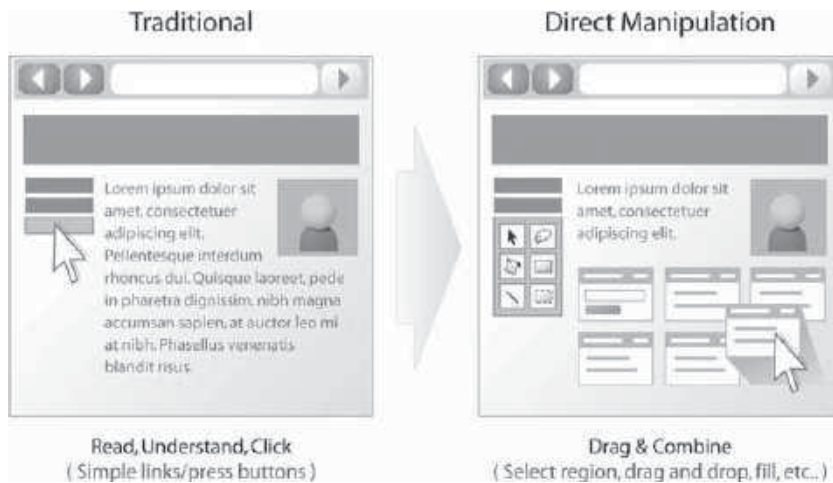 Traditional
Lorem ipsum dolor sit
amet, consectetuer
adipiscing elit.
Pellentesque interdum
rhoncus dui. Quisque laoreet, pede
in pharetra dignissim, nibh magna
accumsan sapien, at auctor leo mi
at nibh. Phasellus venenatis
blandit risus.
Read, Understand, Click
( Simple links/press buttons )
Direct Manipulation
Lorem ipsum dolor sit
amet, consectetuer
adipiscing elit.
Drag & Combine
( Select region, drag and drop, fill, etc.. )